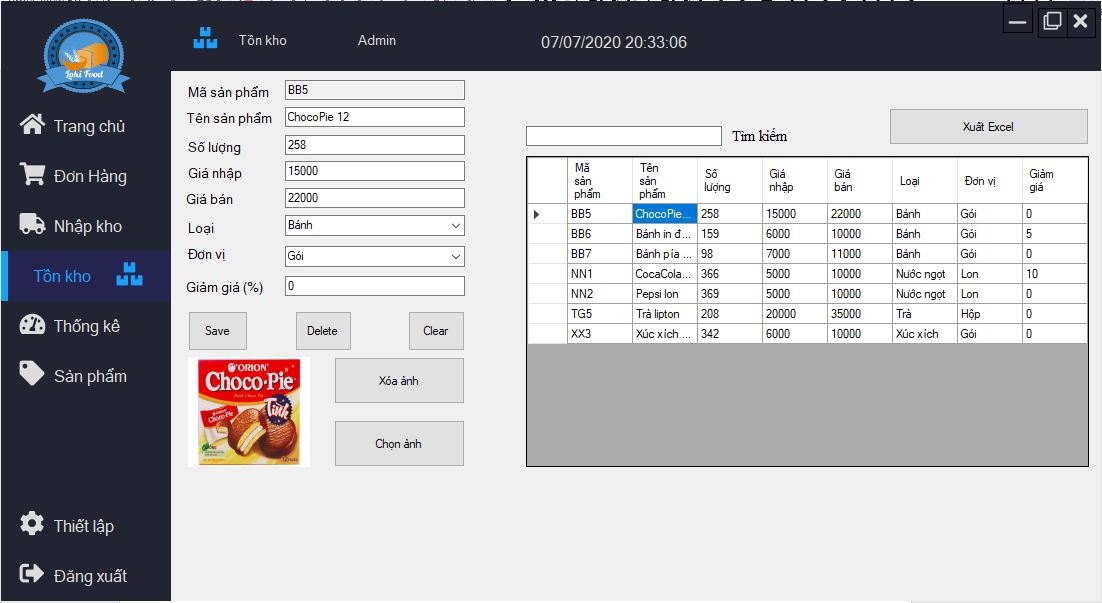 Loki Food
Tồn kho
Admin
07/07/2020 20:33:06
Trang chủ
Đơn Hàng
Nhập kho
Tồn kho
Thống kê
Sản phẩm
Thiết lập
Đăng xuất
Mã sản phẩm BB5
Tên sản phẩm ChocoPie 12
Số lượng 258
Giá nhập 15000
Giá bán 22000
Loại Bánh
Đơn vị Gói
Giảm giá (%) 0
Save Delete Clear
Xóa ảnh
Chọn ảnh
ORION
Choco·Pie
Tình
Tìm kiếm
Xuất Excel
Mã sản phẩm Tên sản phẩm Số lượng Giá nhập Giá bán Loại Đơn vị Giảm giá
BB5 ChocoPie... 258 15000 22000 Bánh Gói 0
BB6 Bánh in đ... 159 6000 10000 Bánh Gói 5
BB7 Bánh pía ... 98 7000 11000 Bánh Gói 0
NN1 CocaCola... 366 5000 10000 Nước ngọt Lon 10
NN2 Pepsi lon 369 5000 10000 Nước ngọt Lon 0
TG5 Trà lipton 208 20000 35000 Trà Hộp 0
XX3 Xúc xích ... 342 6000 10000 Xúc xích Gói 0